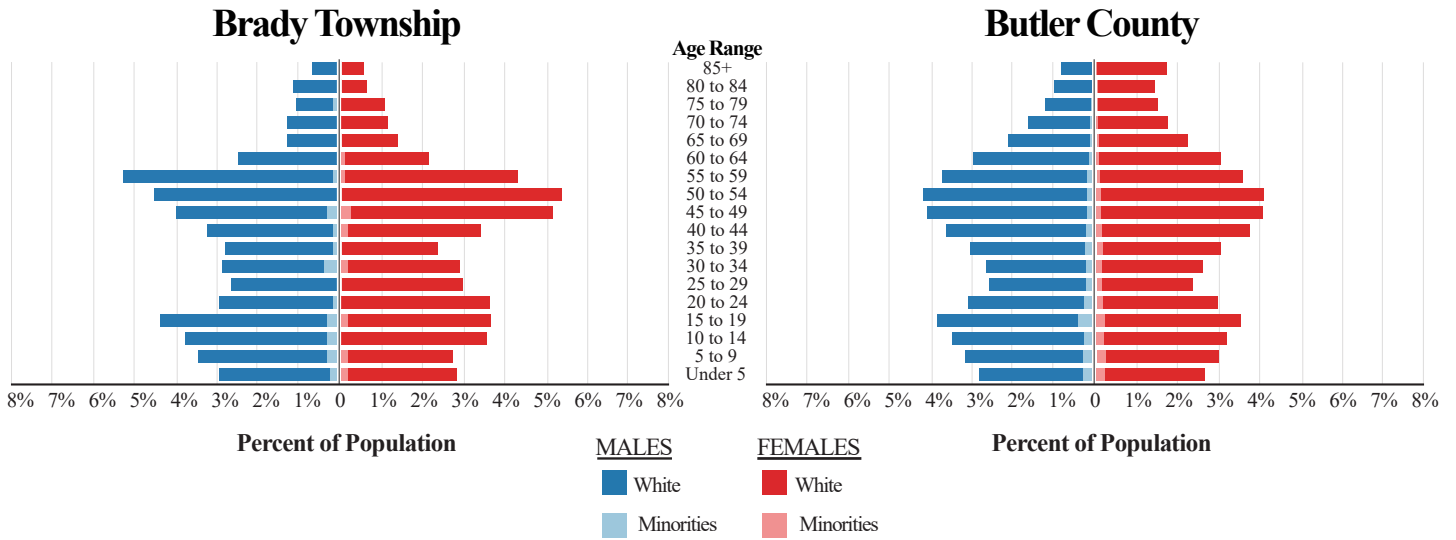 Brady Township
Butler County
Age Range
85+
80 to 84
75 to 79
70 to 74
65 to 69
60 to 64
55 to 59
50 to 54
45 to 49
40 to 44
35 to 39
30 to 34
25 to 29
20 to 24
15 to 19
10 to 14
5 to 9
Under 5
8% 7% 6% 5% 4% 3% 2% 1% 0 1% 2% 3% 4% 5% 6% 7% 8%
8% 7% 6% 5% 4% 3% 2% 1% 0 1% 2% 3% 4% 5% 6% 7% 8%
Percent of Population
Percent of Population
MALES
FEMALES
White
White
Minorities
Minorities